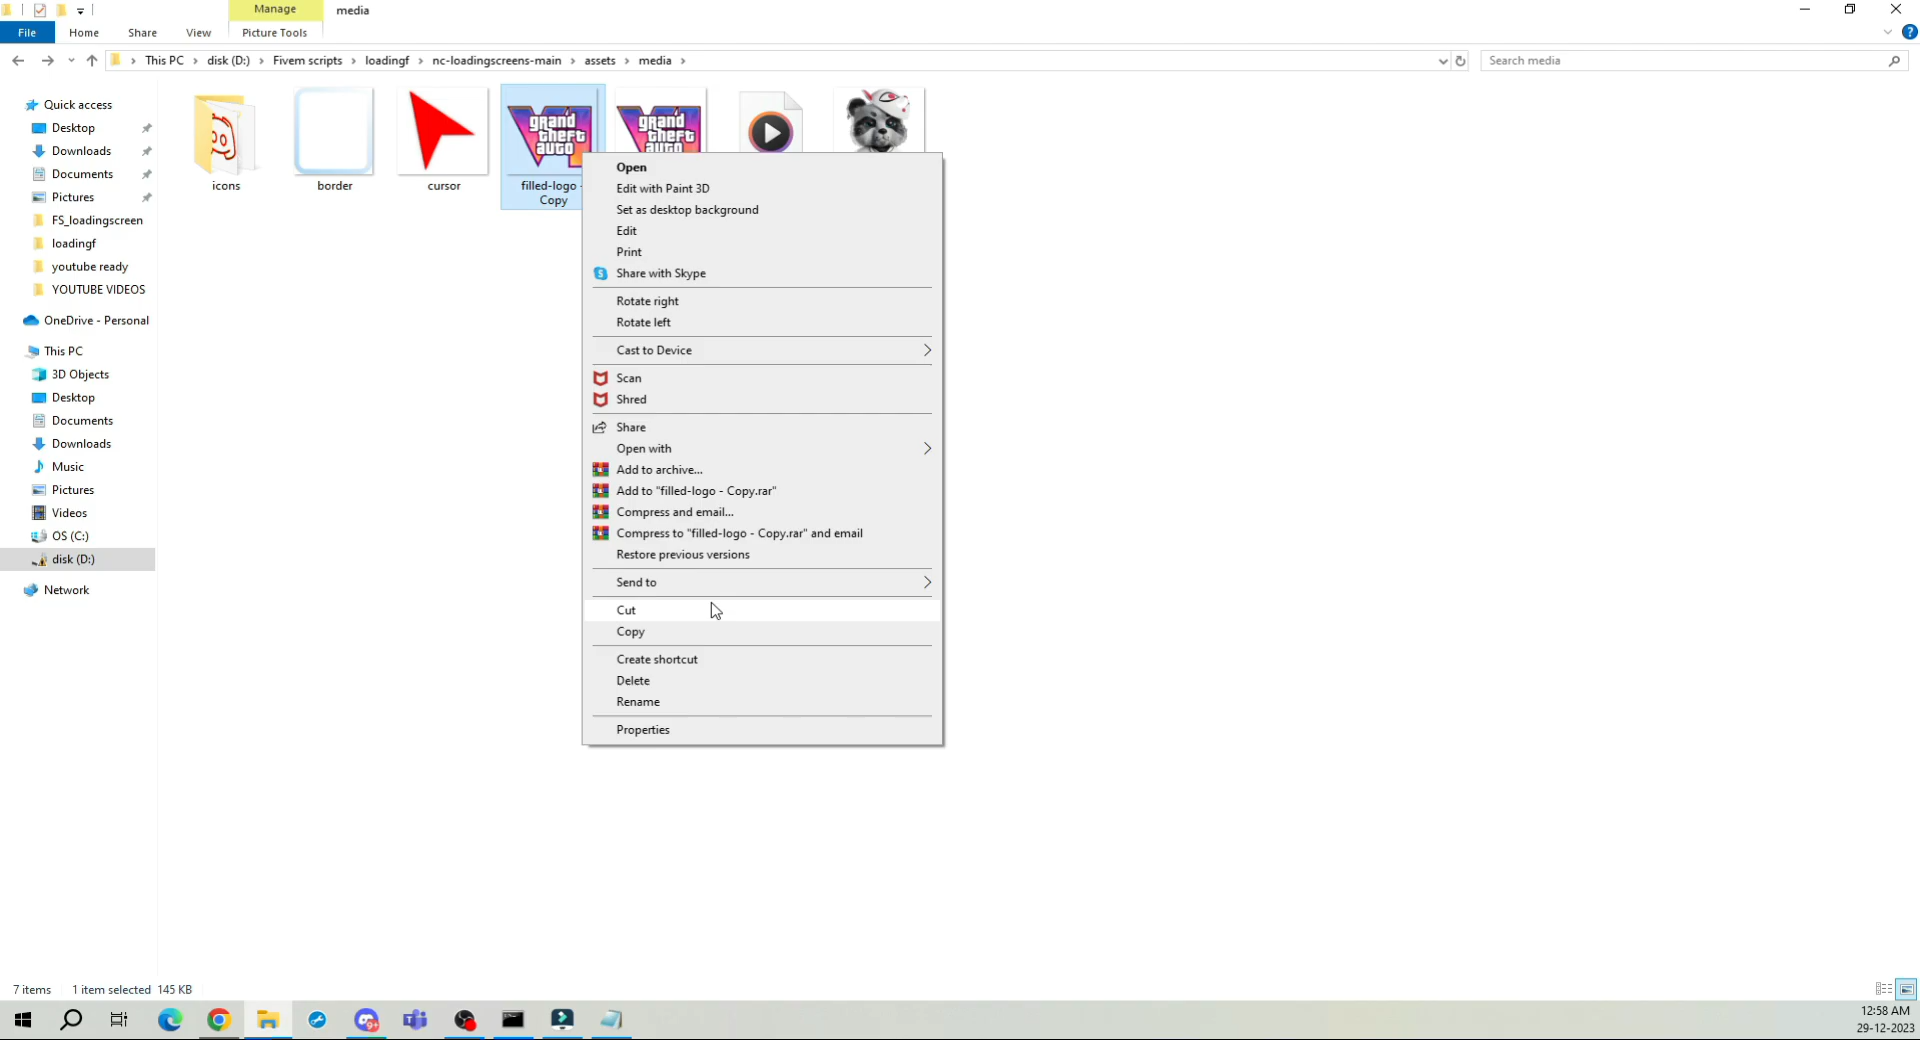 Manage
media
File
Home
Share
View
Picture Tools
This PC
disk (D:)
Fivem scripts
loadingf
nc-loadingscreens-main
assets
media
Search media
Quick access
Desktop
Downloads
Documents
Pictures
FS_loadingscreen
loadingf
youtube ready
YOUTUBE VIDEOS
OneDrive - Personal
This PC
3D Objects
Desktop
Documents
Downloads
Music
Pictures
Videos
OS (C:)
disk (D:)
Network
icons
border
cursor
grand
theft
auto
filled-logo -
Copy
grand
theft
auto
Open
Edit with Paint 3D
Set as desktop background
Edit
Print
Share with Skype
Rotate right
Rotate left
Cast to Device
Scan
Shred
Share
Open with
Add to archive...
Add to "filled-logo - Copy.rar"
Compress and email...
Compress to "filled-logo - Copy.rar" and email
Restore previous versions
Send to
Cut
Copy
Create shortcut
Delete
Rename
Properties
7 items
1 item selected 145 KB
9+
12:58 AM
29-12-2023